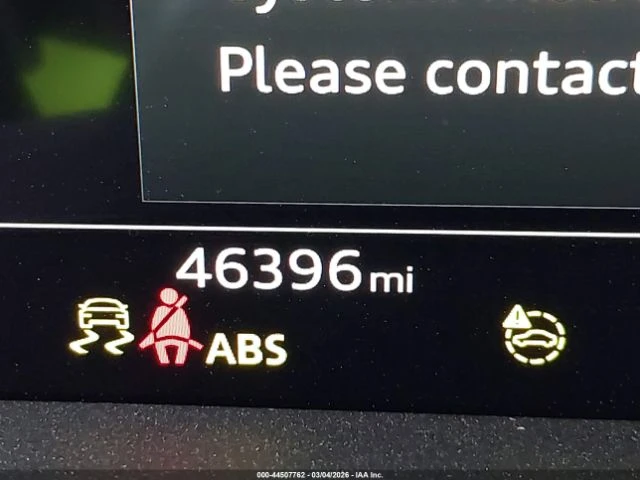 Please contact
46396 mi
ABS
000-44507762 - 03/04/2026 - IAA Inc.